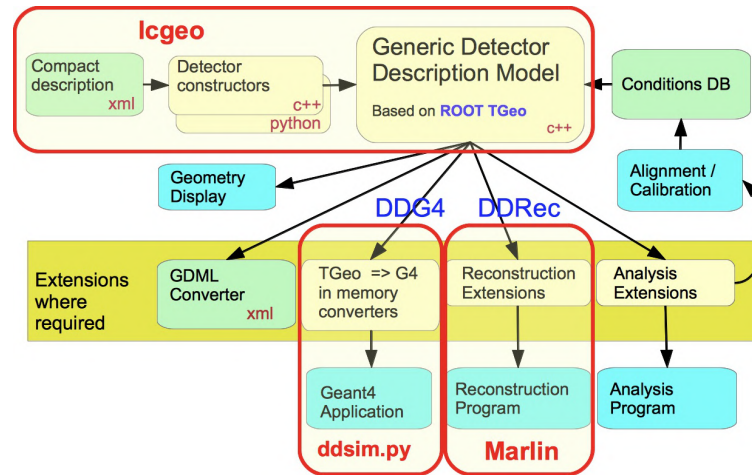 lcgeo
Compact
description
xml
Detector
constructors
c++
python
Generic Detector
Description Model
Based on ROOT TGeo
c++
Conditions DB
Geometry
Display
Alignment /
Calibration
DDG4
DDRec
Extensions
where
required
GDML
Converter
xml
TGeo => G4
in memory
converters
Reconstruction
Extensions
Analysis
Extensions
Geant4
Application
Reconstruction
Program
Analysis
Program
ddsim.py
Marlin